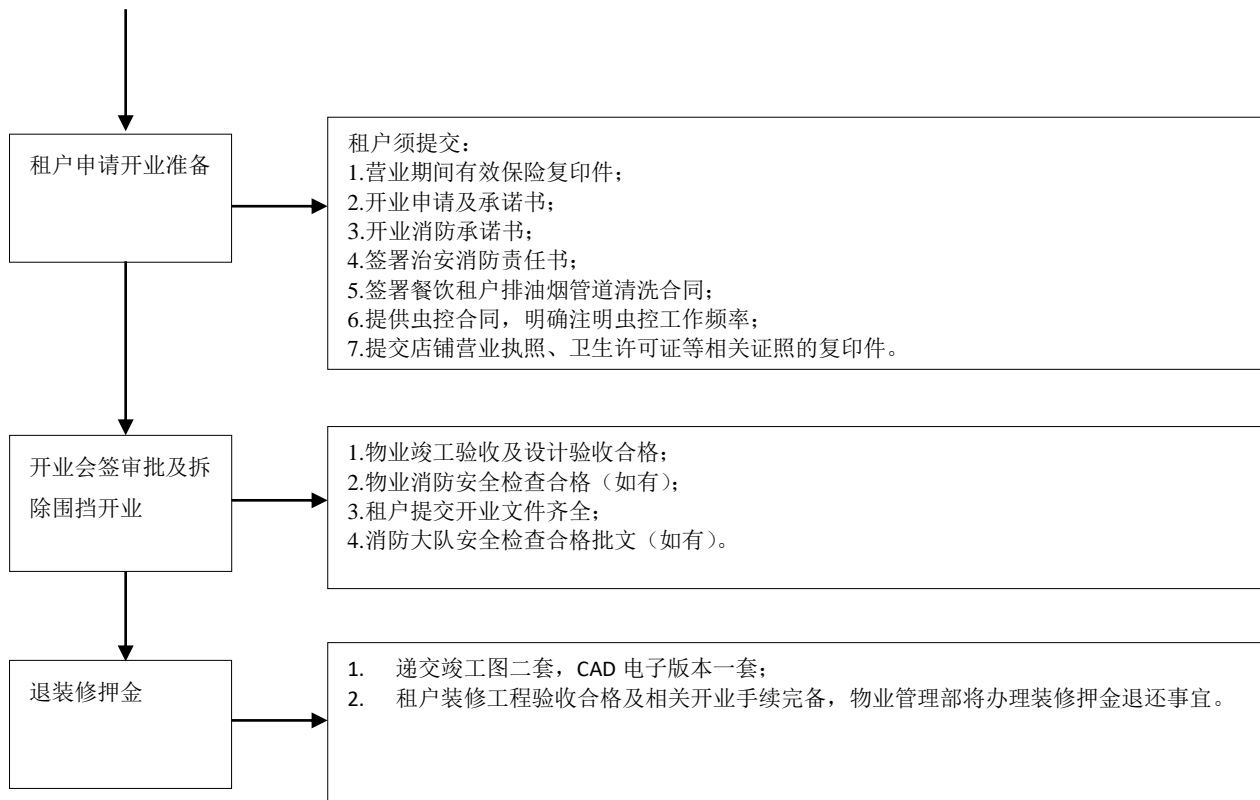 租户申请开业准备
租户须提交：
1.营业期间有效保险复印件；
2.开业申请及承诺书；
3.开业消防承诺书；
4.签署治安消防责任书；
5.签署餐饮租户排油烟管道清洗合同；
6.提供虫控合同，明确注明虫控工作频率；
7.提交店铺营业执照、卫生许可证等相关证照的复印件。
开业会签审批及拆
除围挡开业
1.物业竣工验收及设计验收合格；
2.物业消防安全检查合格（如有）；
3.租户提交开业文件齐全；
4.消防大队安全检查合格批文（如有）。
退装修押金
1. 递交竣工图二套，CAD 电子版本一套；
2. 租户装修工程验收合格及相关开业手续完备，物业管理部将办理装修押金退还事宜。